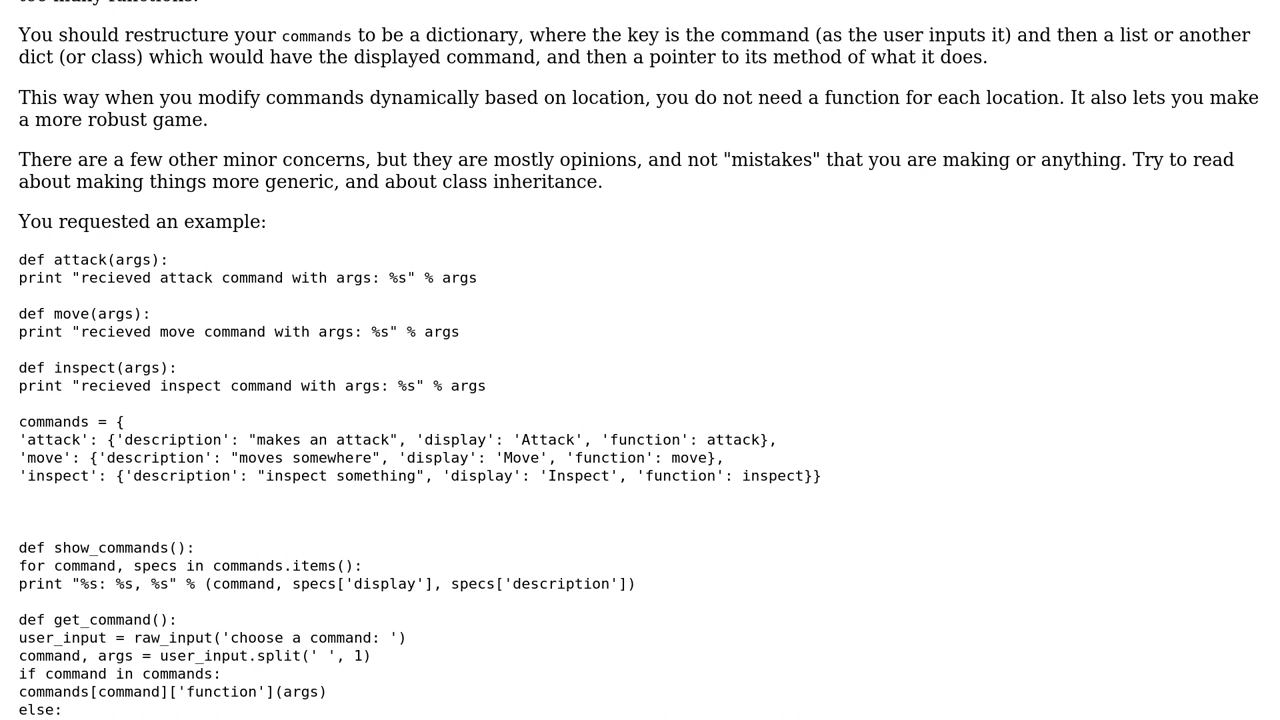 too many functions.
You should restructure your commands to be a dictionary, where the key is the command (as the user inputs it) and then a list or another
dict (or class) which would have the displayed command, and then a pointer to its method of what it does.
This way when you modify commands dynamically based on location, you do not need a function for each location. It also lets you make
a more robust game.
There are a few other minor concerns, but they are mostly opinions, and not "mistakes" that you are making or anything. Try to read
about making things more generic, and about class inheritance.
You requested an example:
def attack(args):
print "recieved attack command with args: %s" % args
def move(args):
print "recieved move command with args: %s" % args
def inspect(args):
print "recieved inspect command with args: %s" % args
commands = {
'attack': {'description': "makes an attack", 'display': 'Attack', 'function': attack},
'move': {'description': "moves somewhere", 'display': 'Move', 'function': move},
'inspect': {'description': "inspect something", 'display': 'Inspect', 'function': inspect}}
def show_commands():
for command, specs in commands.items():
print "%s: %s, %s" % (command, specs['display'], specs['description'])
def get_command():
user_input = raw_input('choose a command: ')
command, args = user_input.split(' ', 1)
if command in commands:
commands[command]['function'](args)
else: